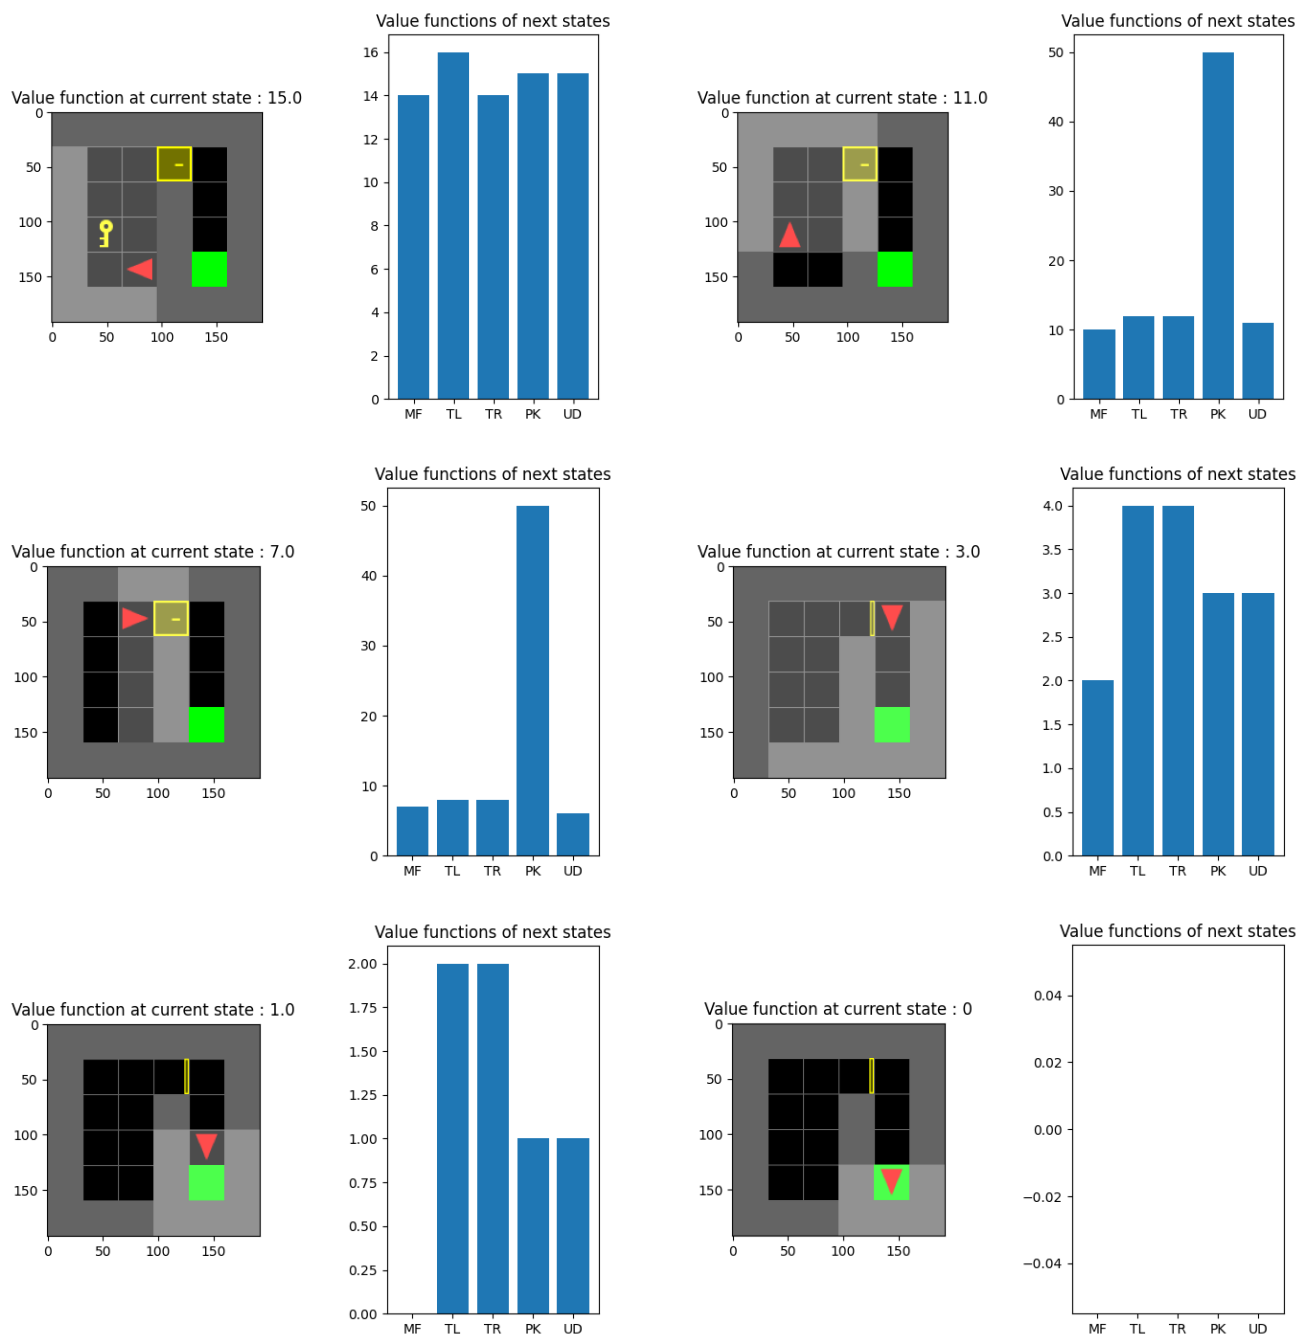 Value functions of next states
Value function at current state : 15.0
0
50
100
150
0 50 100 150
16
14
12
10
8
6
4
2
0
MF TL TR PK UD
Value functions of next states
Value function at current state : 11.0
0
50
100
150
0 50 100 150
50
40
30
20
10
0
MF TL TR PK UD
Value functions of next states
Value function at current state : 7.0
0
50
100
150
0 50 100 150
50
40
30
20
10
0
MF TL TR PK UD
Value functions of next states
Value function at current state : 3.0
0
50
100
150
0 50 100 150
4.0
3.5
3.0
2.5
2.0
1.5
1.0
0.5
0.0
MF TL TR PK UD
Value functions of next states
Value function at current state : 1.0
0
50
100
150
0 50 100 150
2.00
1.75
1.50
1.25
1.00
0.75
0.50
0.25
0.00
MF TL TR PK UD
Value functions of next states
Value function at current state : 0
0
50
100
150
0 50 100 150
0.04
0.02
0.00
−0.02
−0.04
MF TL TR PK UD